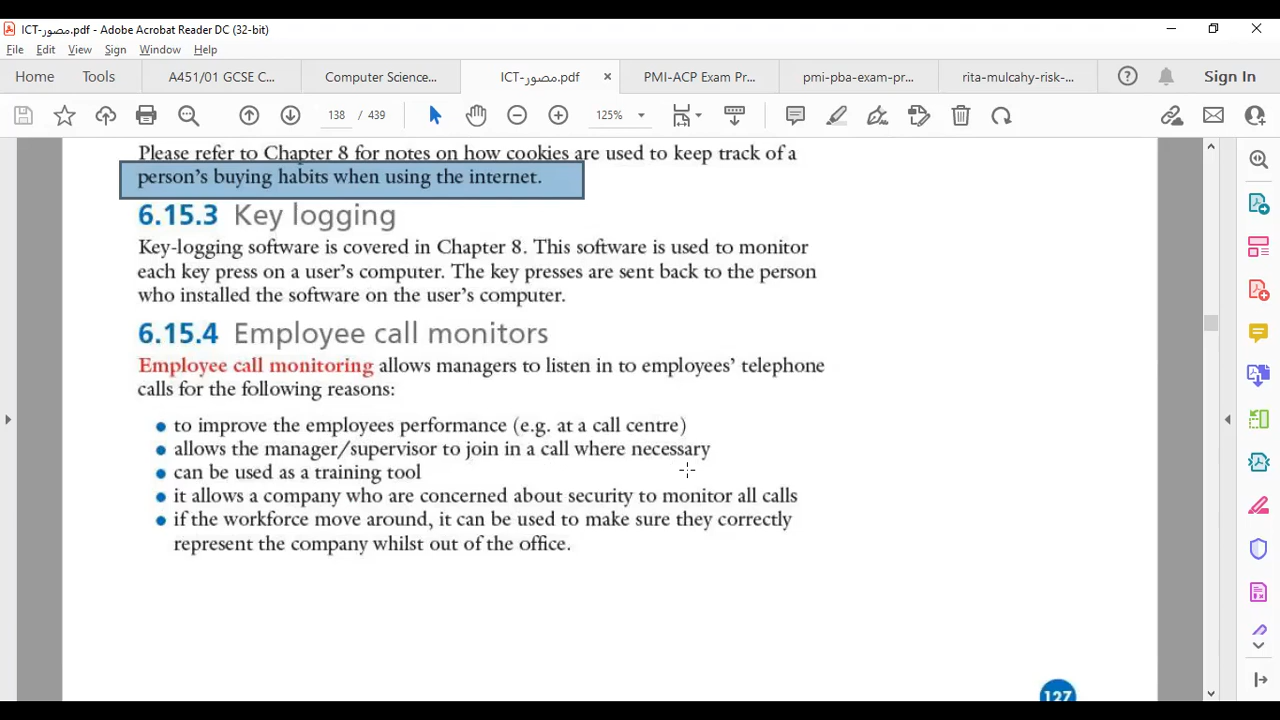 ICT-مصور.pdf - Adobe Acrobat Reader DC (32-bit)
File Edit View Sign Window Help
Home Tools A451/01 GCSE C... Computer Science... ICT-مصور.pdf × PMI-ACP Exam Pr... pmi-pba-exam-pr... rita-mulcahy-risk-... Sign In
138 / 439 125%
Please refer to Chapter 8 for notes on how cookies are used to keep track of a
person's buying habits when using the internet.
6.15.3 Key logging
Key-logging software is covered in Chapter 8. This software is used to monitor
each key press on a user's computer. The key presses are sent back to the person
who installed the software on the user's computer.
6.15.4 Employee call monitors
Employee call monitoring allows managers to listen in to employees' telephone
calls for the following reasons:
● to improve the employees performance (e.g. at a call centre)
● allows the manager/supervisor to join in a call where necessary
● can be used as a training tool
● it allows a company who are concerned about security to monitor all calls
● if the workforce move around, it can be used to make sure they correctly
represent the company whilst out of the office.
127